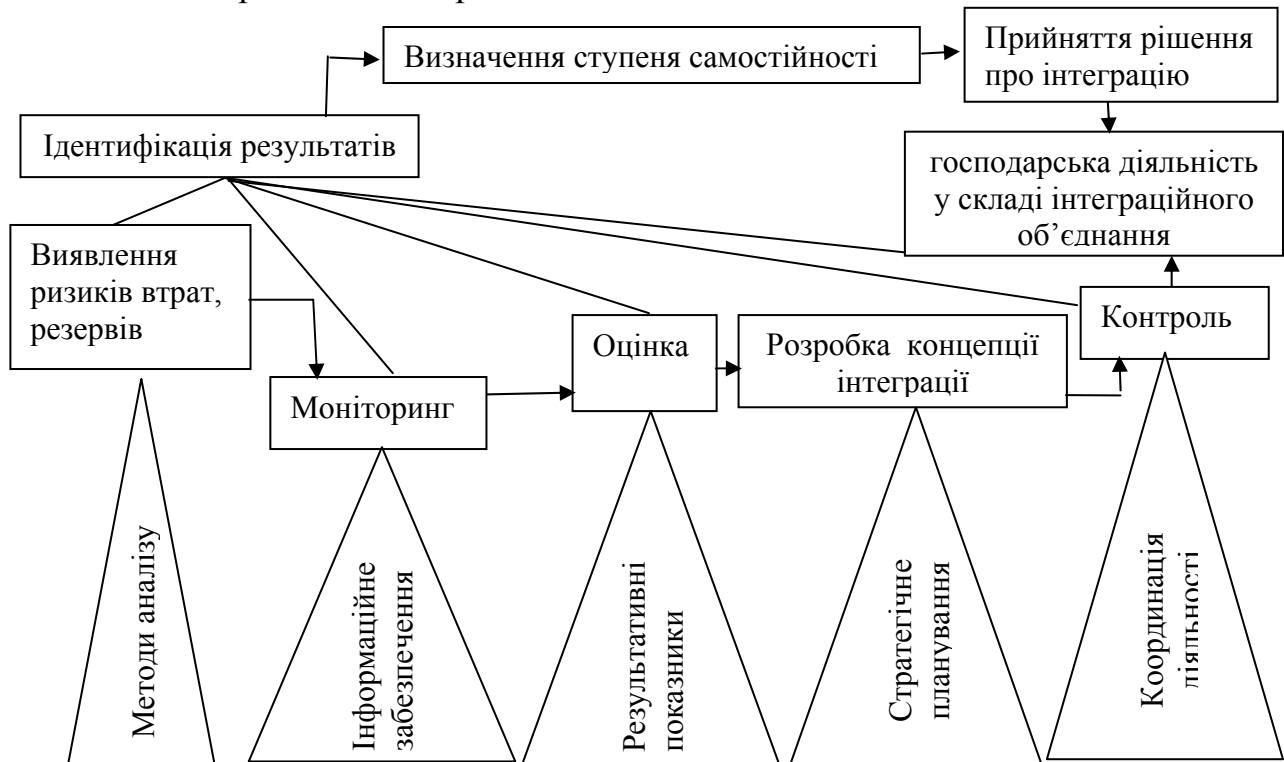 Визначення ступеня самостійності
Прийняття рішення
про інтеграцію
Ідентифікація результатів
господарська діяльність
у складі інтеграційного
об’єднання
Виявлення
ризиків втрат,
резервів
Моніторинг
Оцінка
Розробка концепції
інтеграції
Контроль
Методи аналізу
Інформаційне
забезпечення
Результативні
показники
Стратегічне
планування
Координація
діяльності